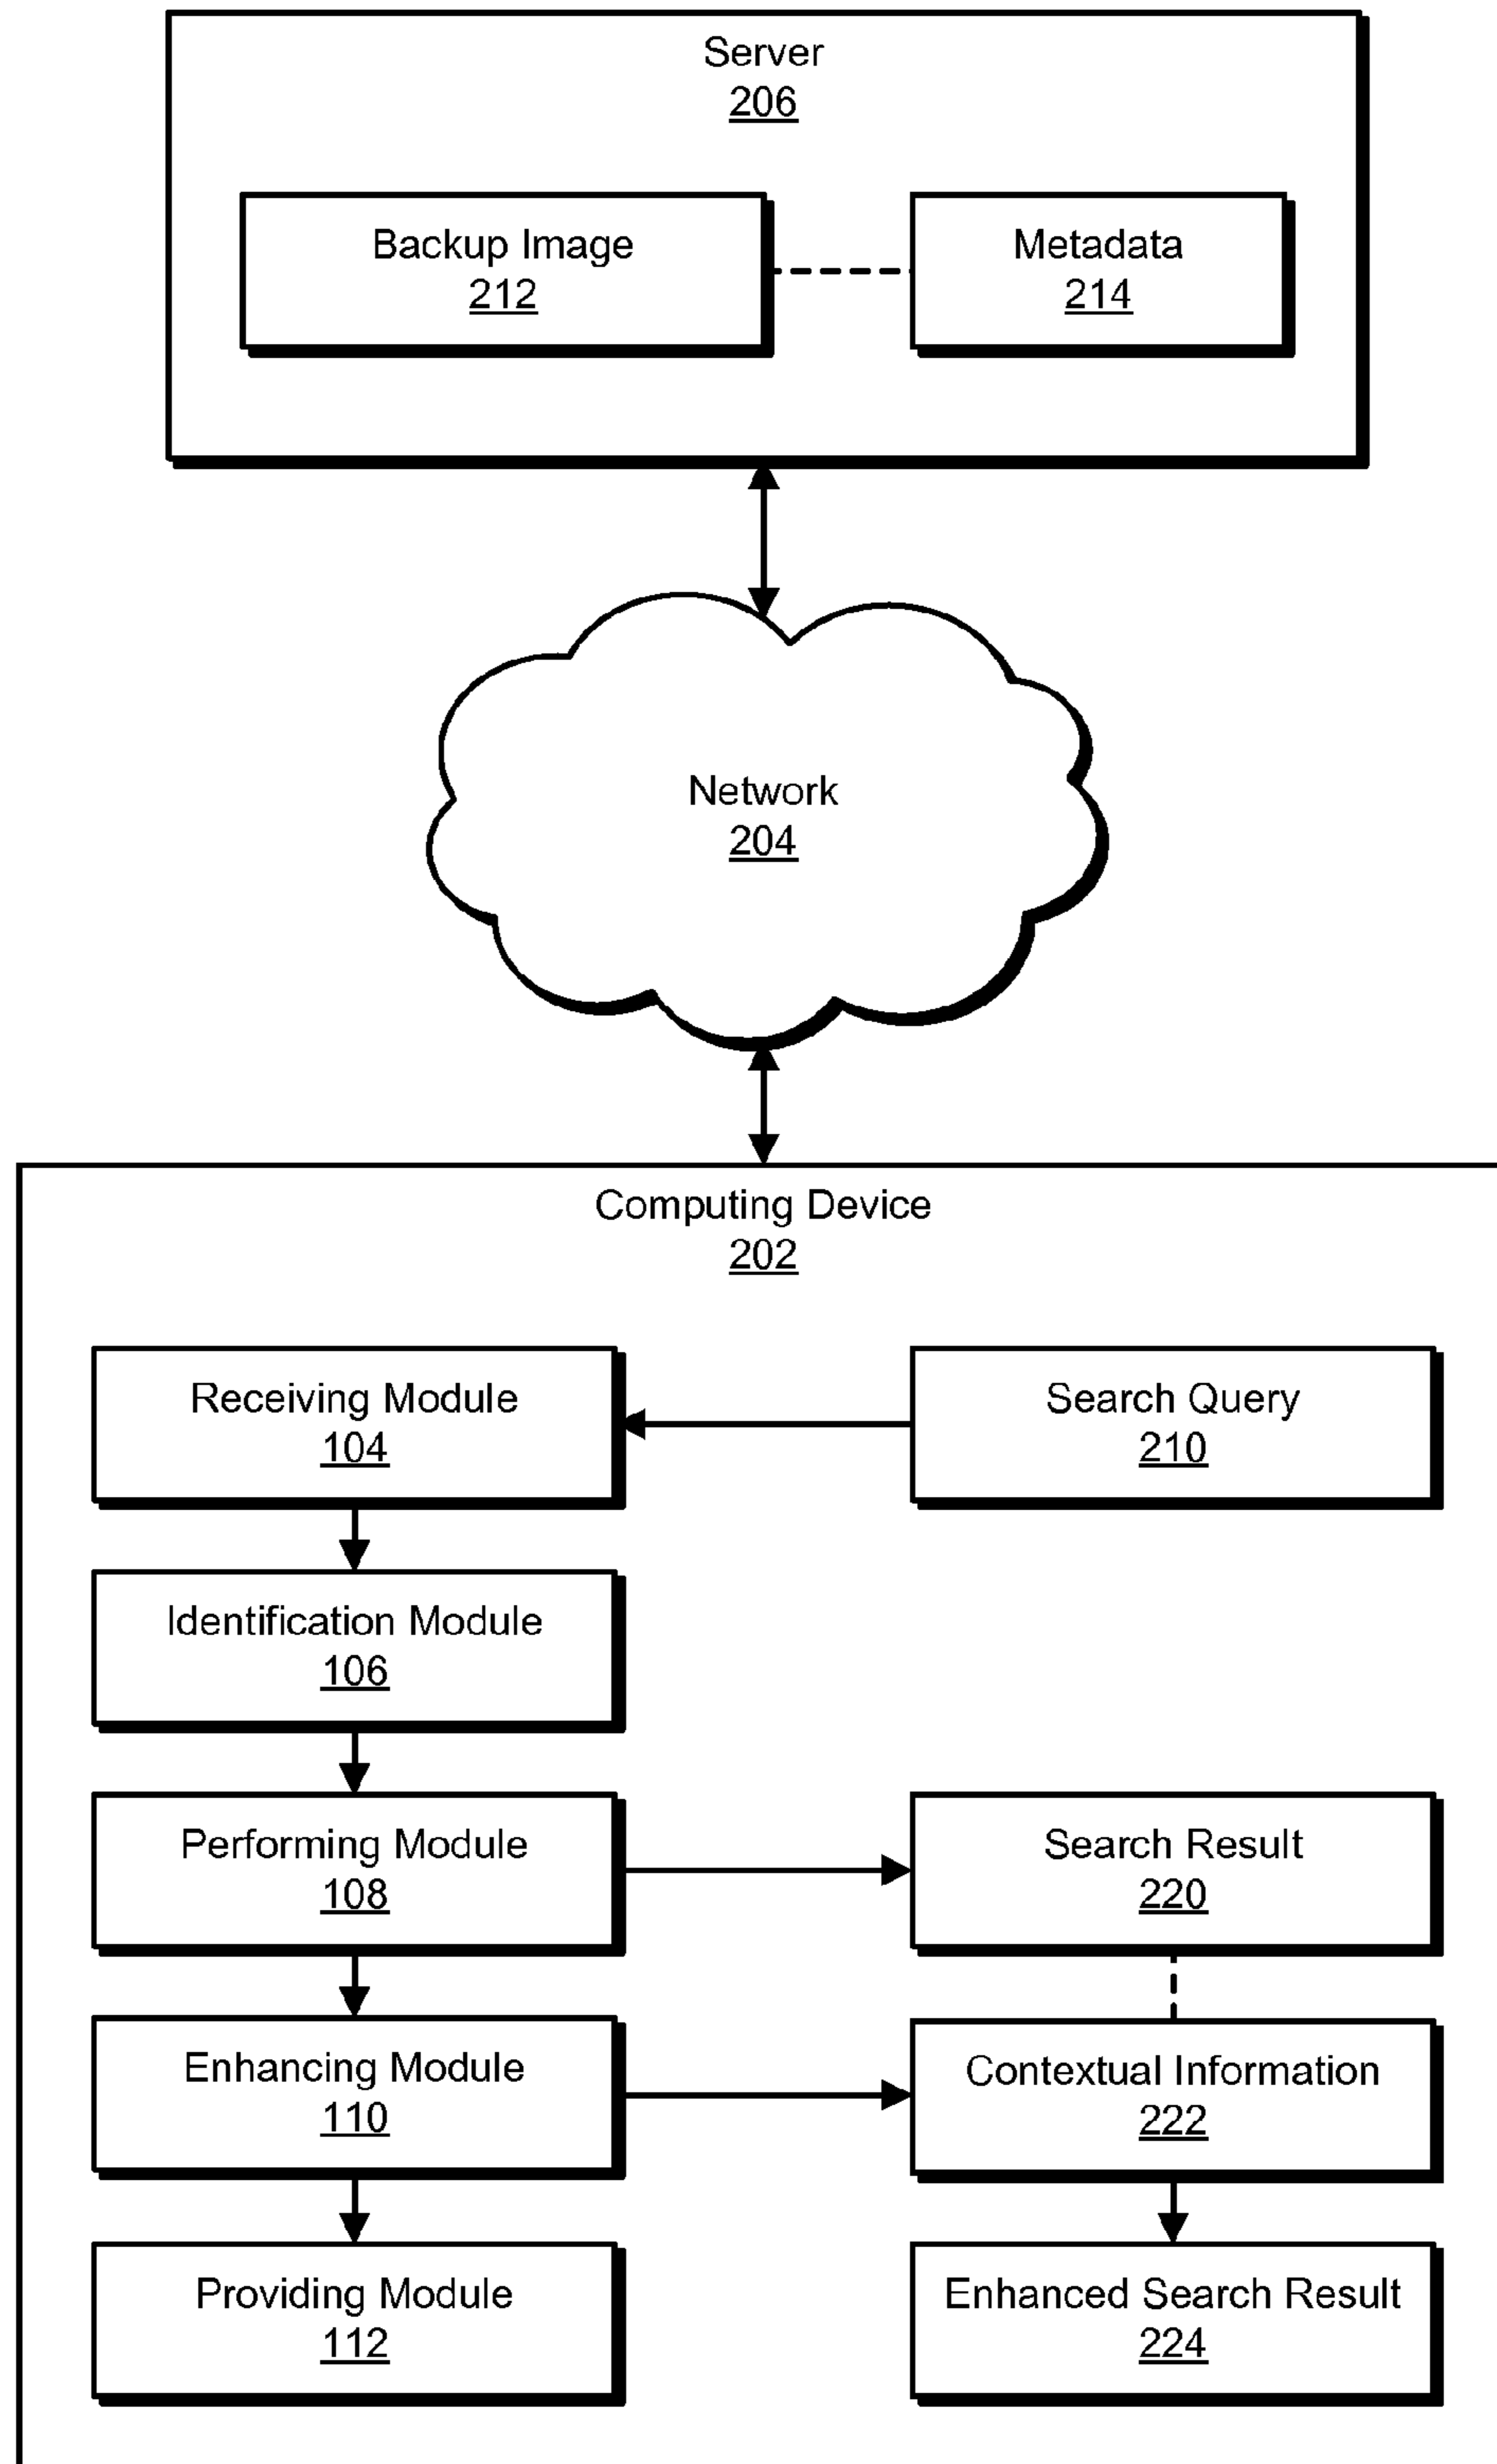 Server
206
Backup Image
212
Metadata
214
Network
204
Computing Device
202
Receiving Module
104
Search Query
210
Identification Module
106
Performing Module
108
Search Result
220
Enhancing Module
110
Contextual Information
222
Providing Module
112
Enhanced Search Result
224